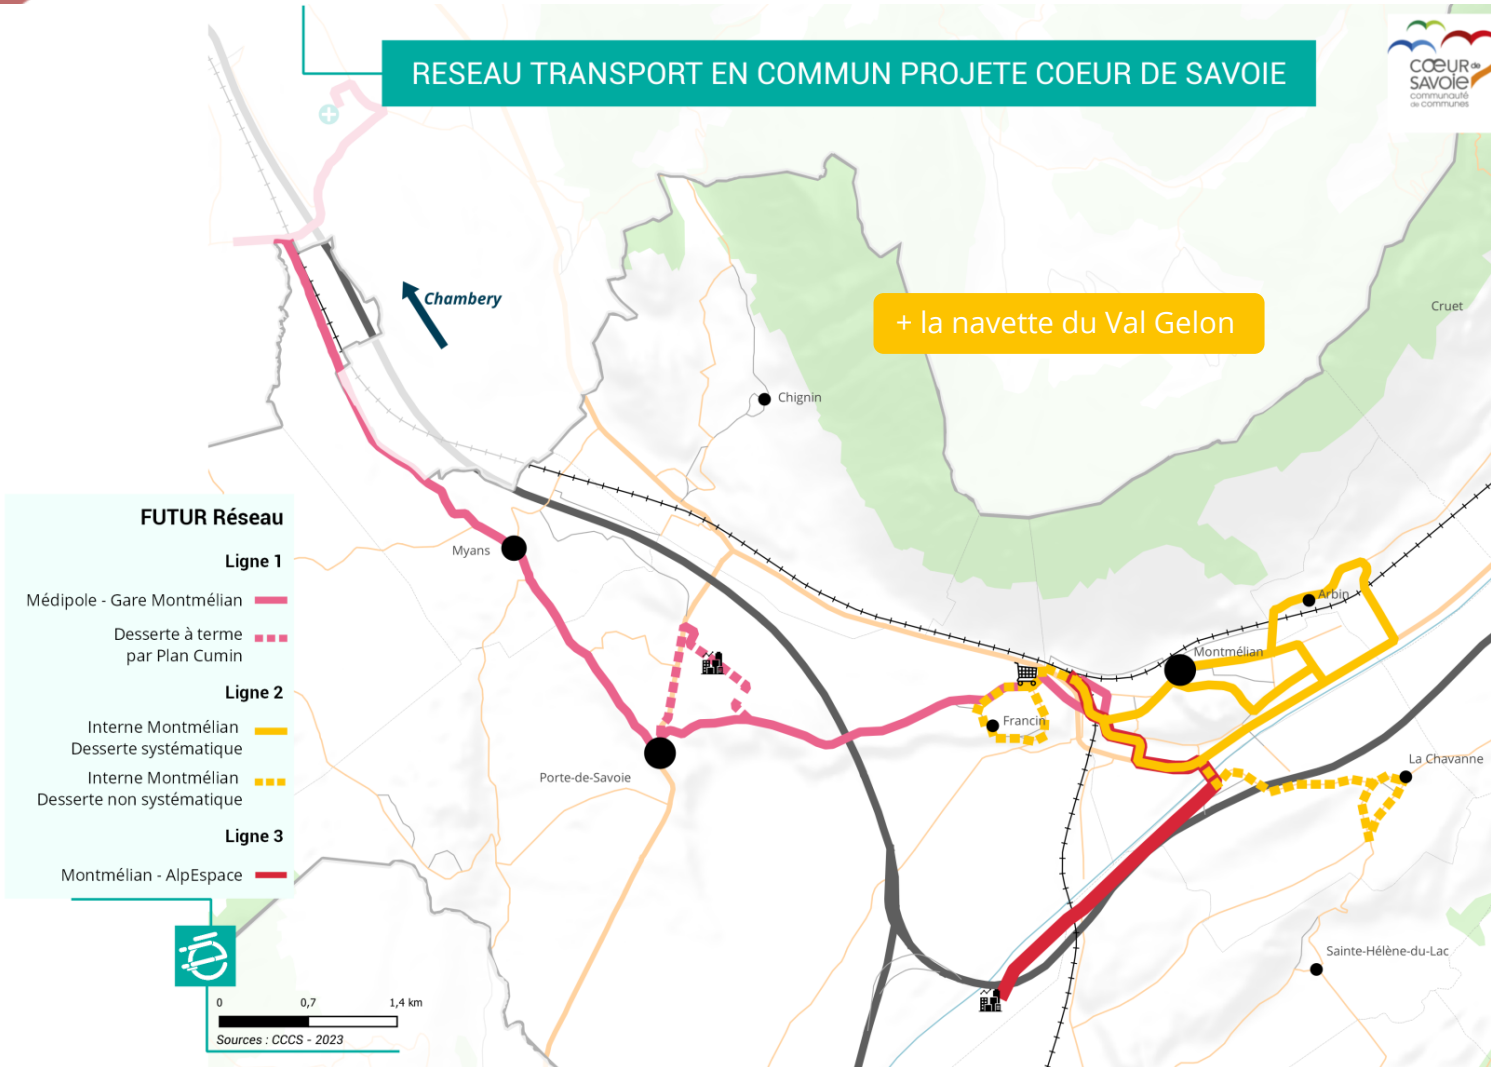 RESEAU TRANSPORT EN COMMUN PROJETE COEUR DE SAVOIE
CŒUR de
SAVOIE
communauté
de communes
Chambery
+ la navette du Val Gelon
Cruet
Chignin
Myans
Arbin
Montmélian
Francin
Porte-de-Savoie
La Chavanne
Sainte-Hélène-du-Lac
FUTUR Réseau
Ligne 1
Médipole - Gare Montmélian
Desserte à terme
par Plan Cumin
Ligne 2
Interne Montmélian
Desserte systématique
Interne Montmélian
Desserte non systématique
Ligne 3
Montmélian - AlpEspace
0 0,7 1,4 km
Sources : CCCS - 2023